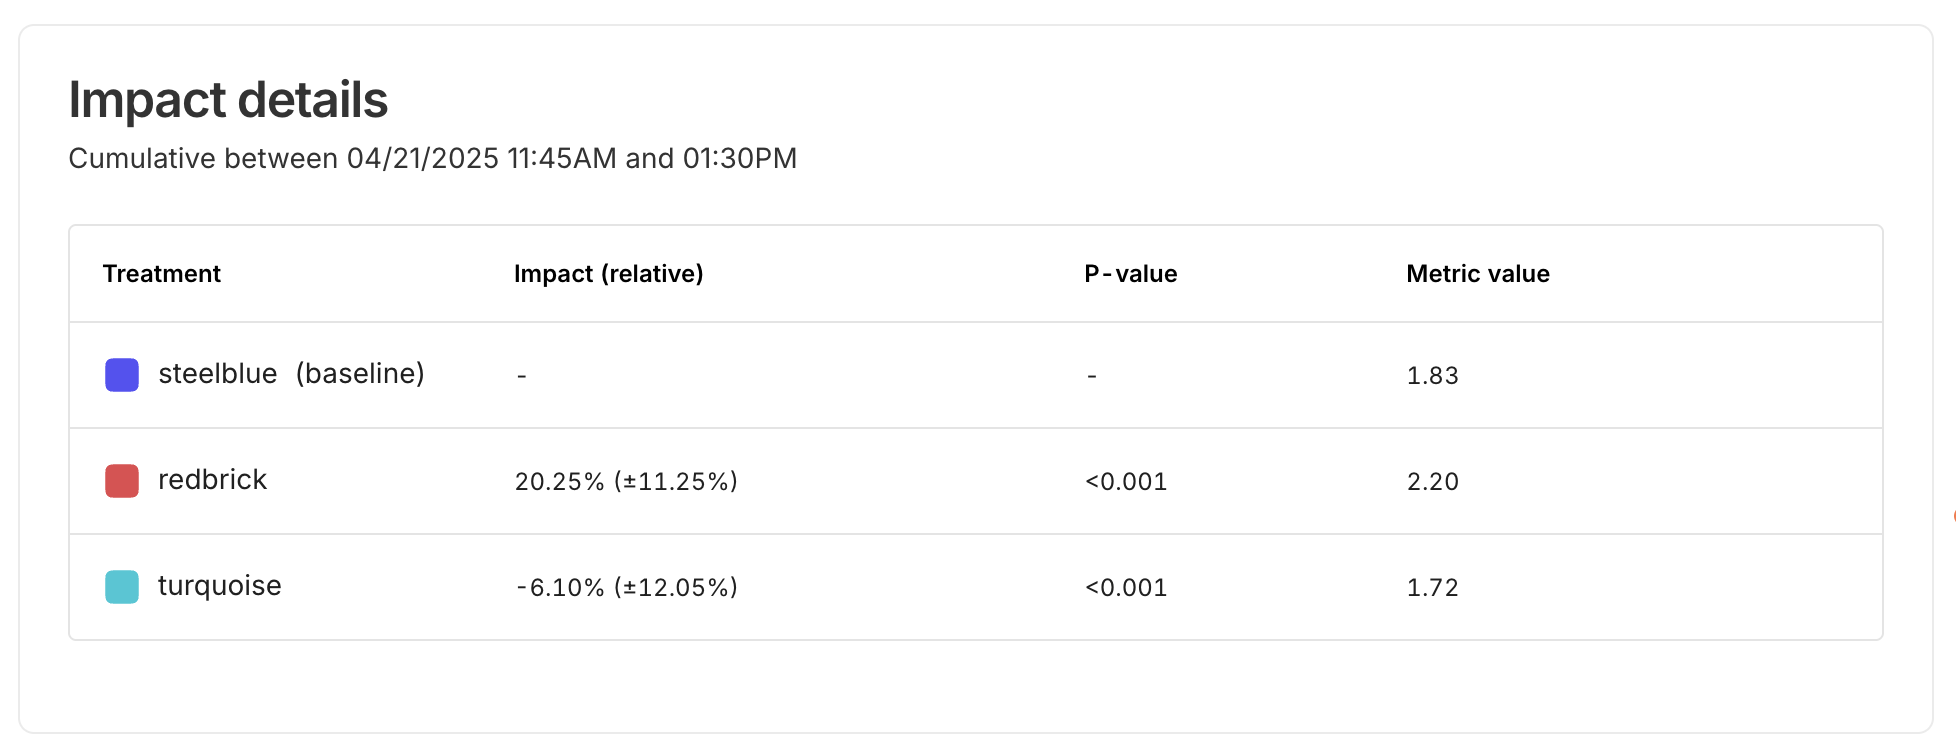 Impact details
Cumulative between 04/21/2025 11:45AM and 01:30PM
Treatment Impact (relative) P-value Metric value
steelblue (baseline) - - 1.83
redbrick 20.25% (±11.25%) <0.001 2.20
turquoise -6.10% (±12.05%) <0.001 1.72